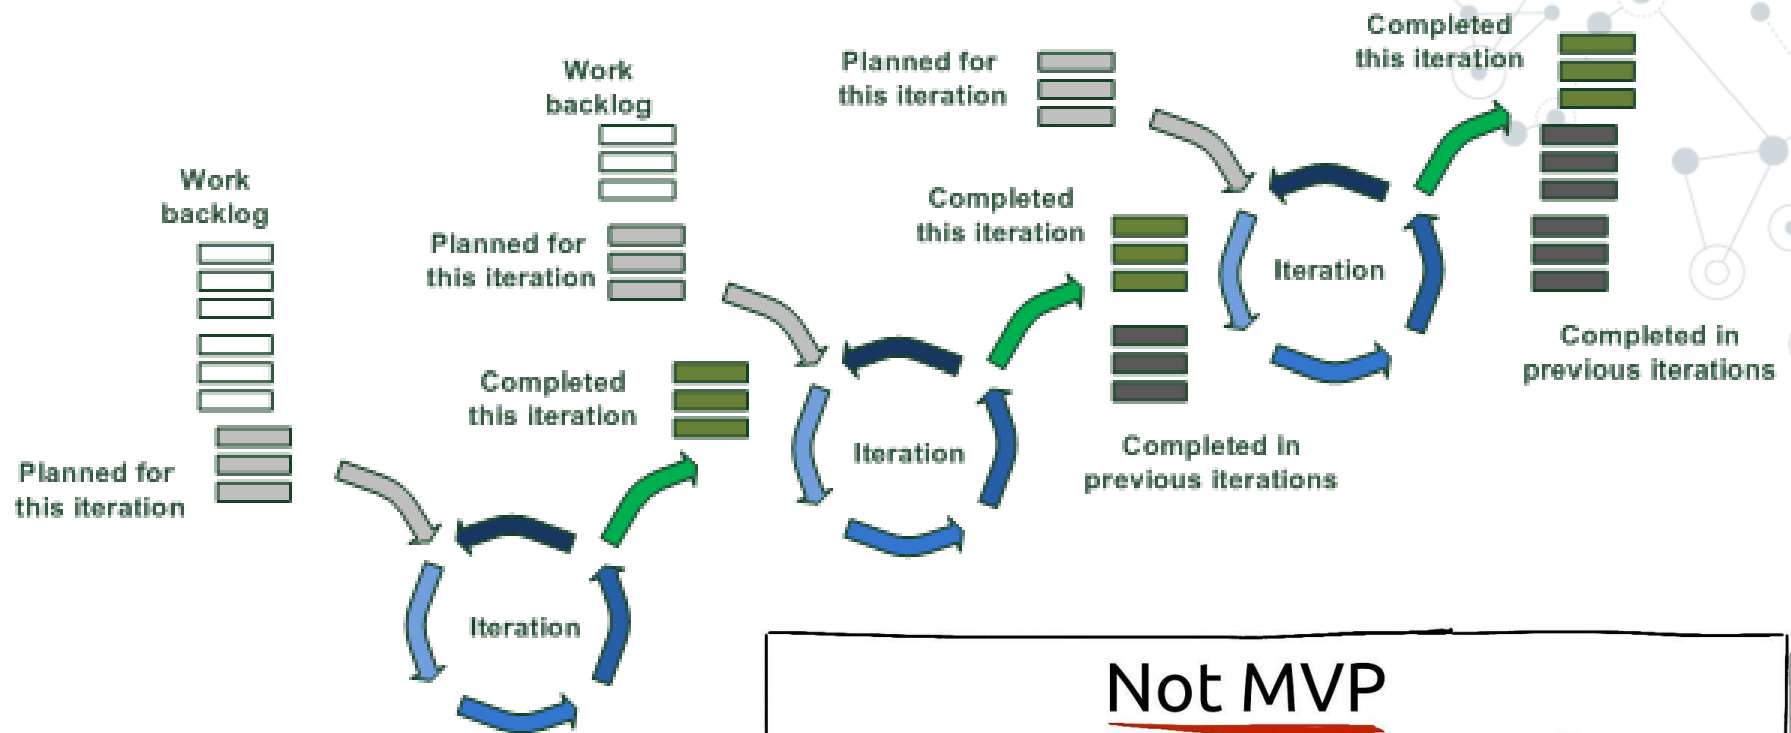 Work
backlog
Planned for
this iteration
Iteration
Completed
this iteration
Work
backlog
Planned for
this iteration
Iteration
Completed
this iteration
Completed in
previous iterations
Planned for
this iteration
Iteration
Completed
this iteration
Completed in
previous iterations
Not MVP